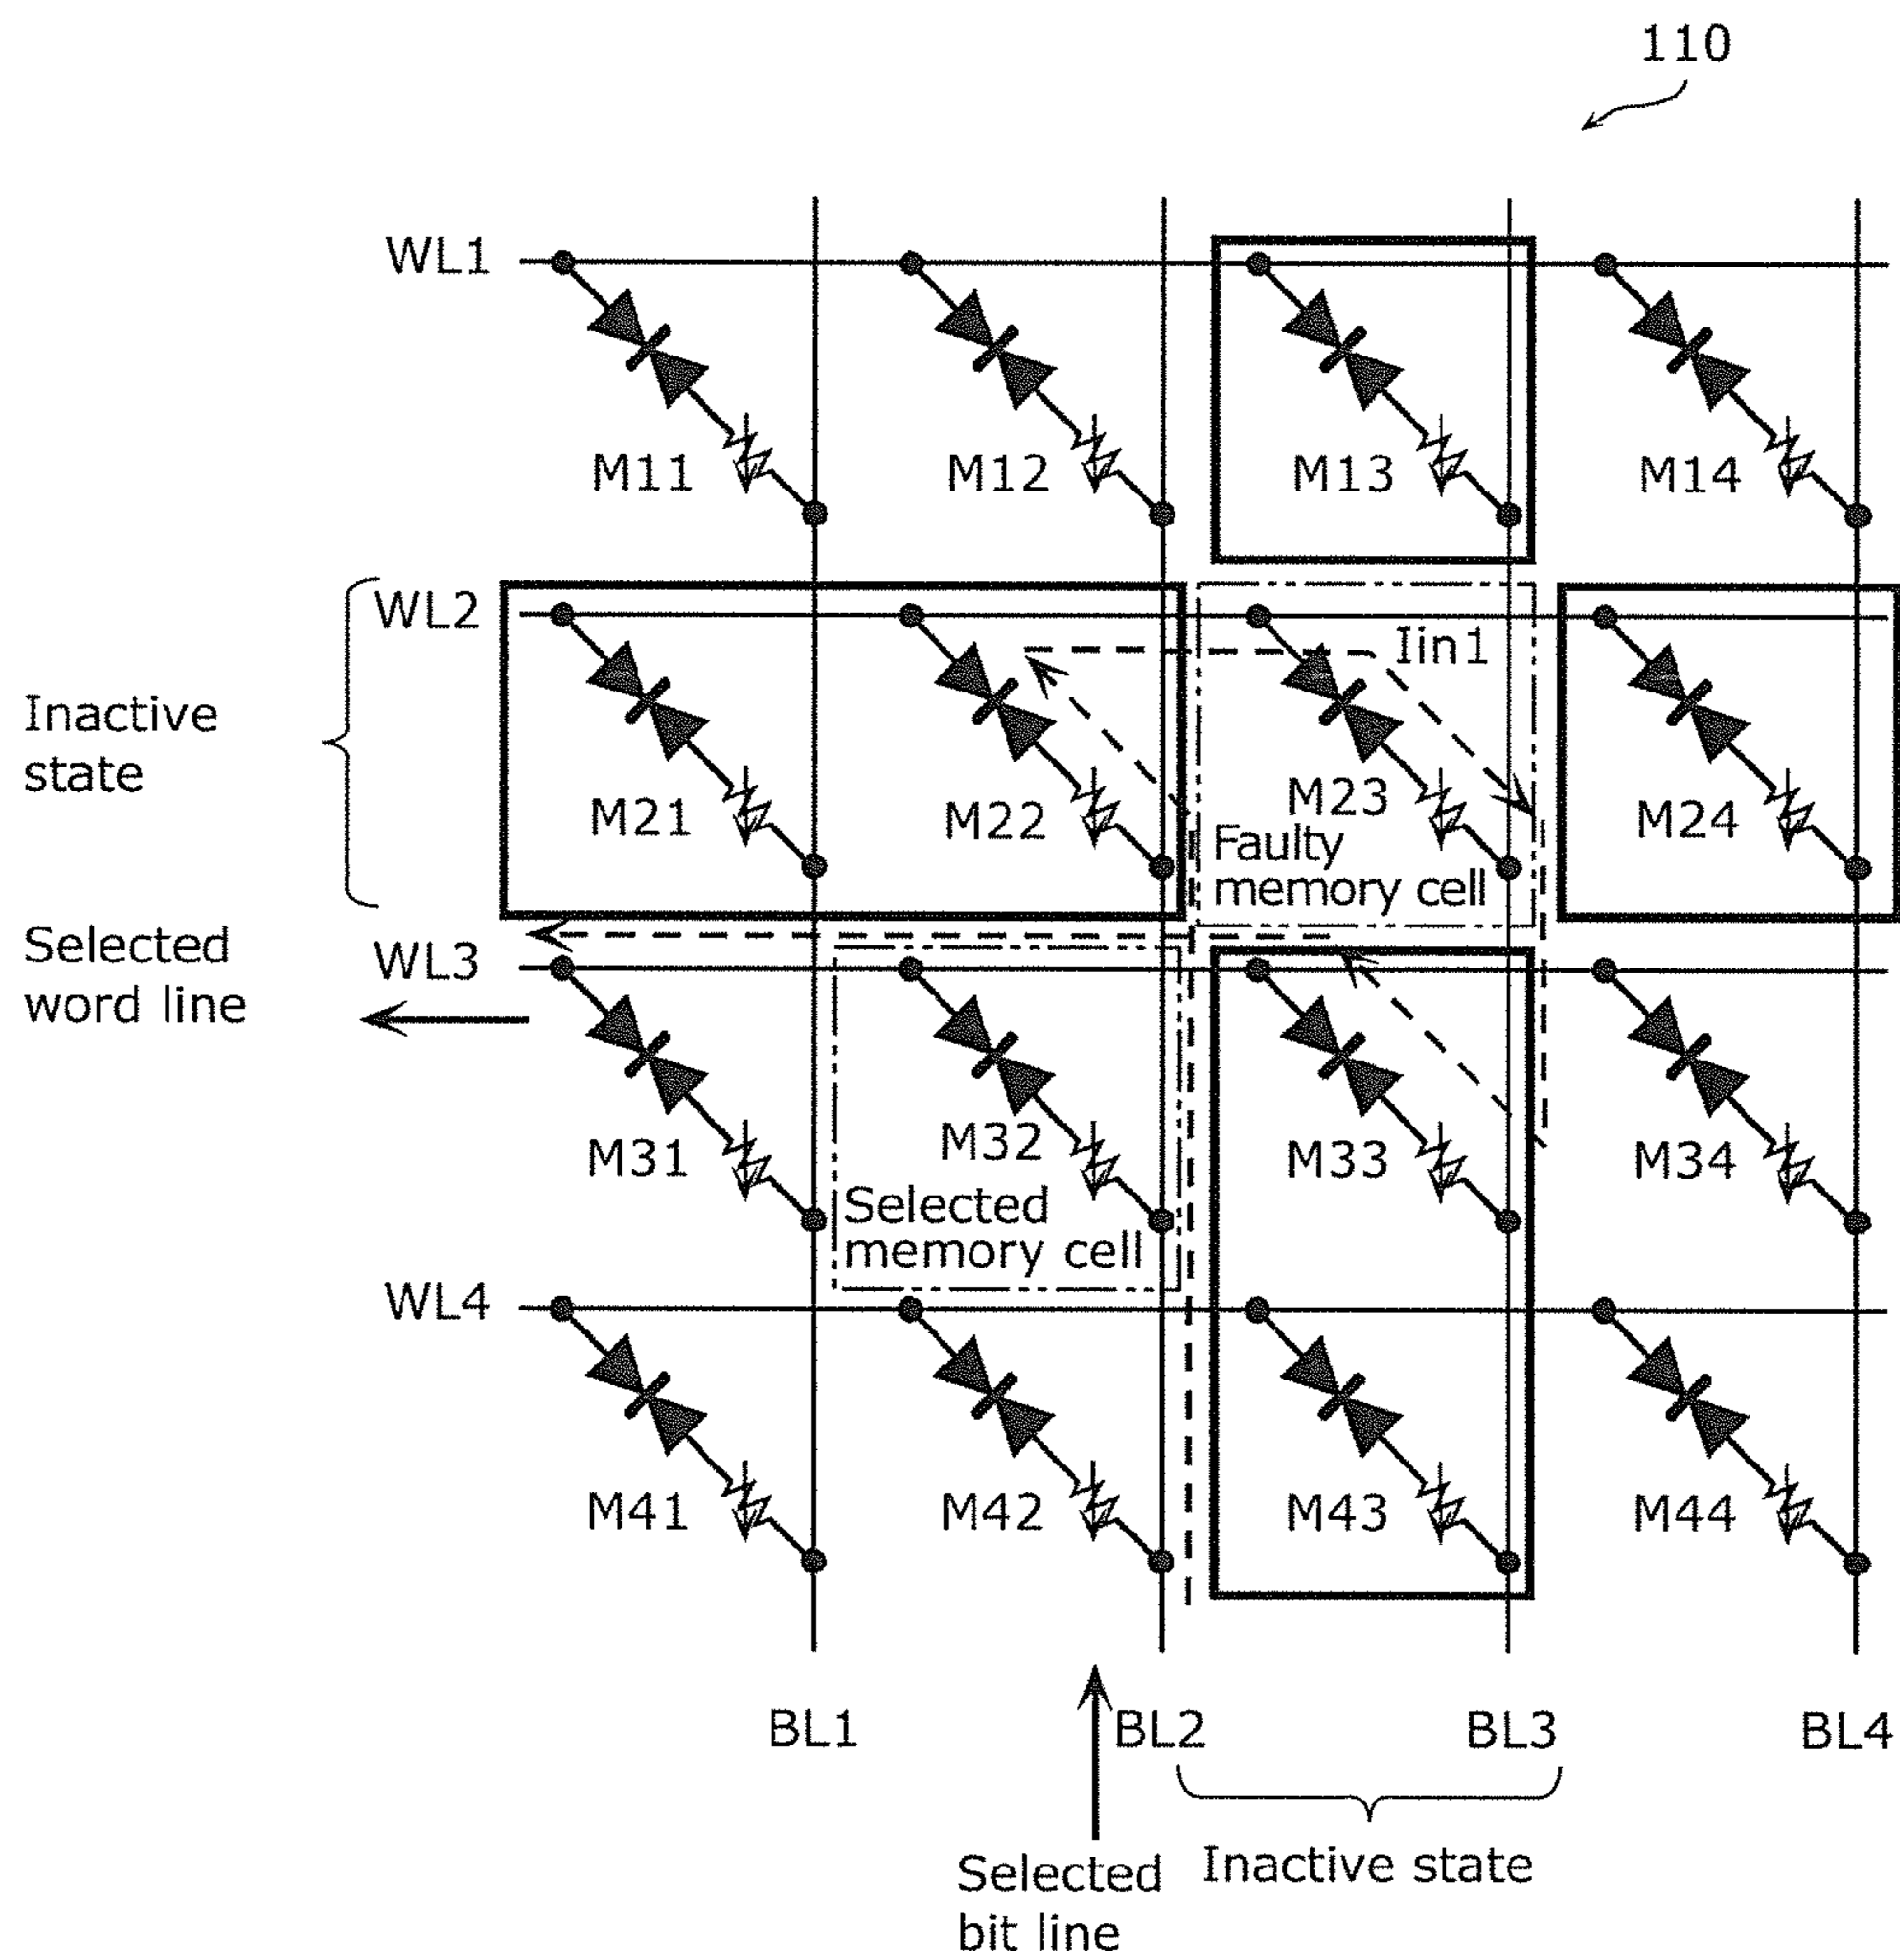 110
WL1
M11
M12
M13
M14
WL2
Iin1
Inactive
state
M21
M22
M23
M24
Faulty
memory cell
Selected
word line
WL3
M31
M32
M33
M34
Selected
memory cell
WL4
M41
M42
M43
M44
BL1
BL2
BL3
BL4
Selected
bit line
Inactive state